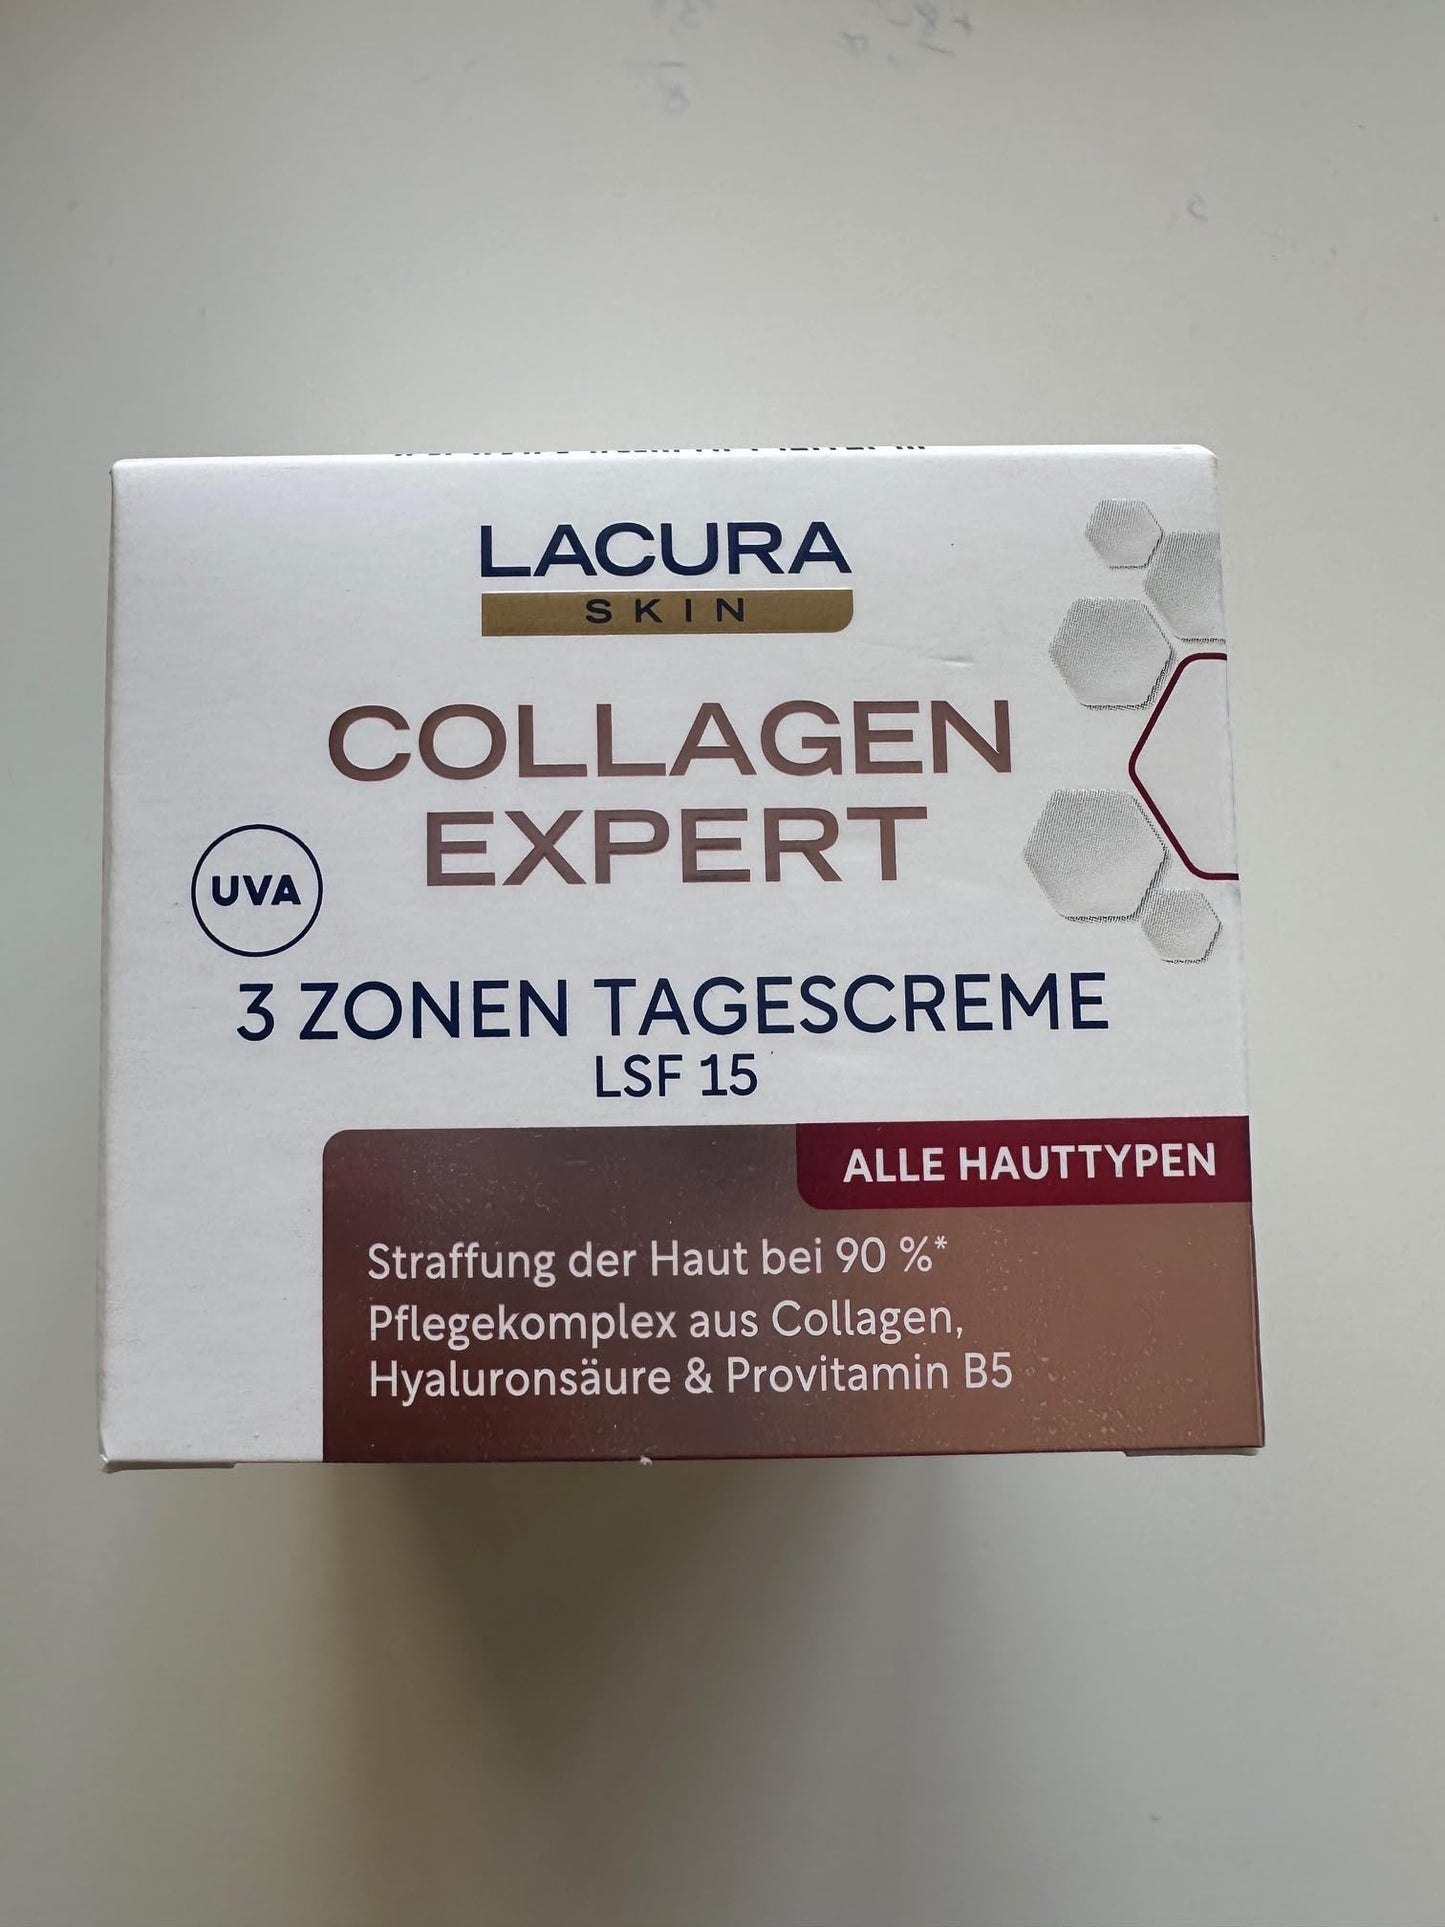 LACURA
SKIN
COLLAGEN
EXPERT
UVA
3 ZONEN TAGESCREME
LSF 15
ALLE HAUTTYPEN
Straffung der Haut bei 90 %*
Pflegekomplex aus Collagen,
Hyaluronsäure & Provitamin B5